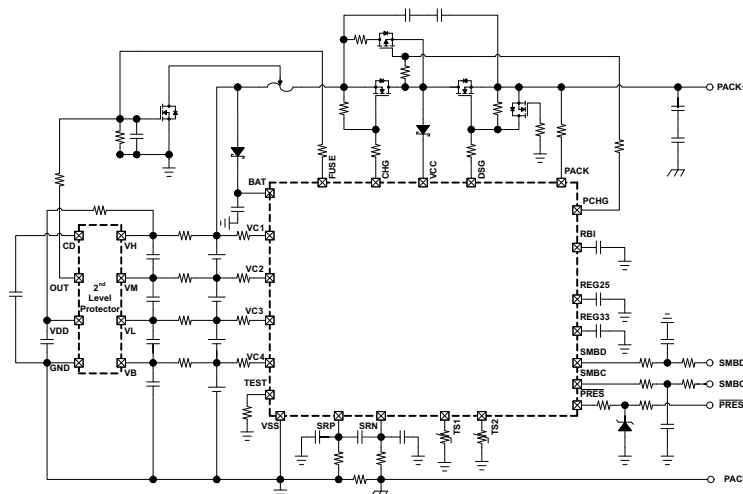 PACK+
BAT
FUSE
CHG
VCC
DSG
PACK
PCHG
RBI
CD
VH
VC1
OUT
2nd
Level
Protector
VM
VC2
REG25
VDD
VL
VC3
REG33
GND
VB
VC4
SMBD
SMBD
SMBC
SMBC
TEST
PRES
PRES
VSS
SRP
SRN
TS1
TS2
PACK